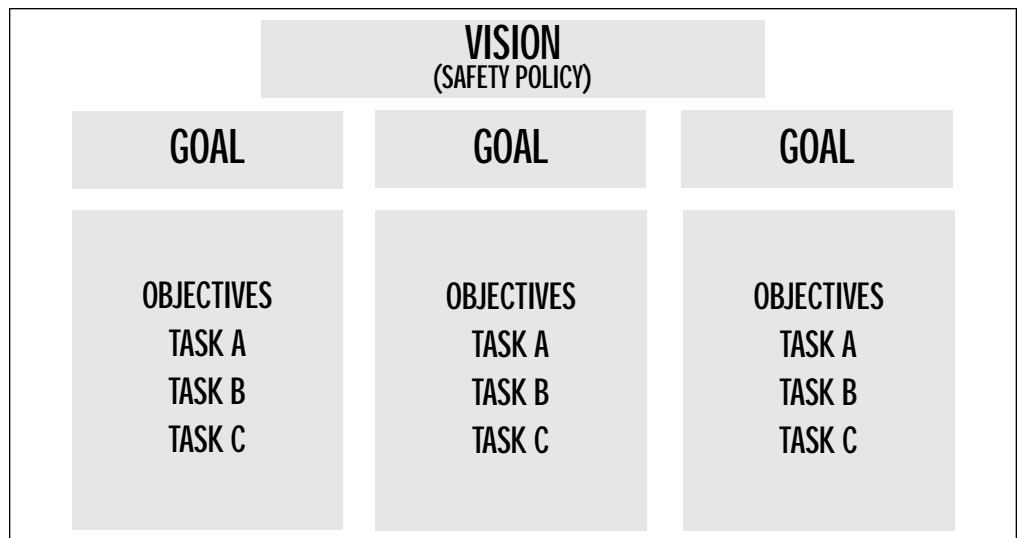 VISION
(SAFETY POLICY)
GOAL
GOAL
GOAL
OBJECTIVES
TASK A
TASK B
TASK C
OBJECTIVES
TASK A
TASK B
TASK C
OBJECTIVES
TASK A
TASK B
TASK C